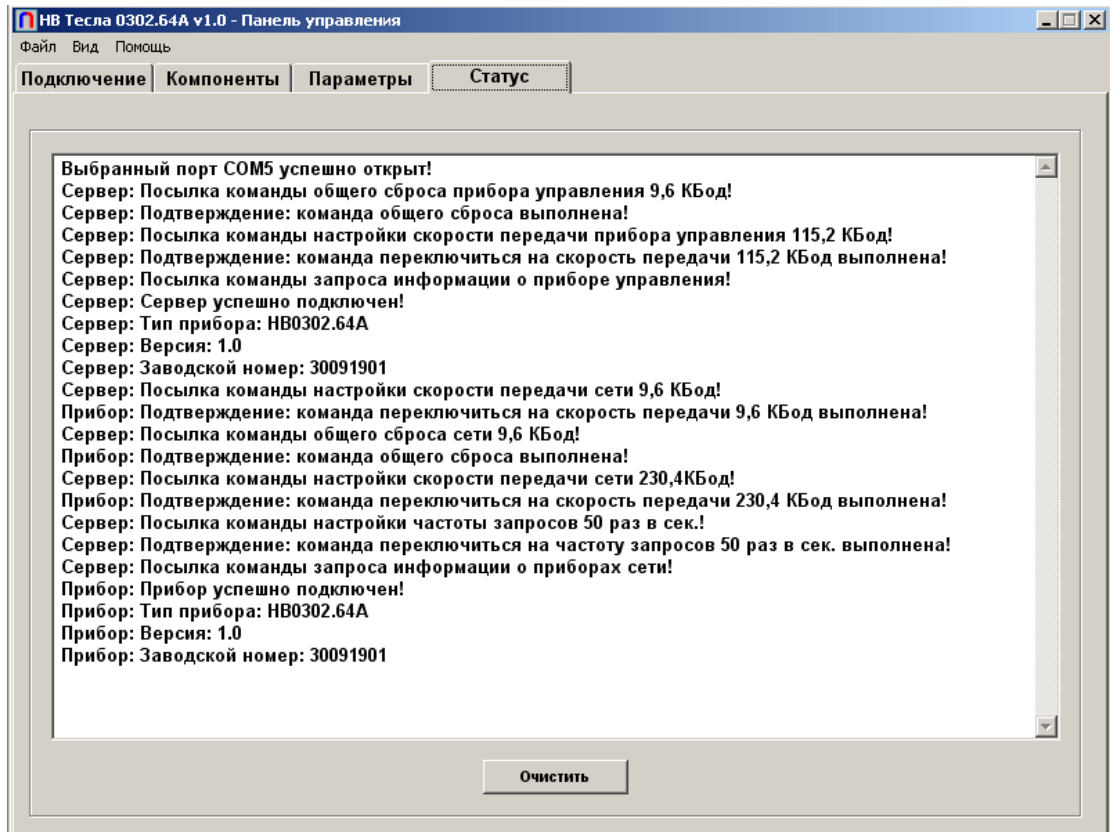 НВ Тесла 0302.64А v1.0 - Панель управления
Файл Вид Помощь
Подключение Компоненты Параметры Статус
Выбранный порт COM5 успешно открыт!
Сервер: Посылка команды общего сброса прибора управления 9,6 КБод!
Сервер: Подтверждение: команда общего сброса выполнена!
Сервер: Посылка команды настройки скорости передачи прибора управления 115,2 КБод!
Сервер: Подтверждение: команда переключиться на скорость передачи 115,2 КБод выполнена!
Сервер: Посылка команды запроса информации о приборе управления!
Сервер: Сервер успешно подключен!
Сервер: Тип прибора: НВ0302.64А
Сервер: Версия: 1.0
Сервер: Заводской номер: 30091901
Сервер: Посылка команды настройки скорости передачи сети 9,6 КБод!
Прибор: Подтверждение: команда переключиться на скорость передачи 9,6 КБод выполнена!
Сервер: Посылка команды общего сброса сети 9,6 КБод!
Прибор: Подтверждение: команда общего сброса выполнена!
Сервер: Посылка команды настройки скорости передачи сети 230,4КБод!
Прибор: Подтверждение: команда переключиться на скорость передачи 230,4 КБод выполнена!
Сервер: Посылка команды настройки частоты запросов 50 раз в сек.!
Сервер: Подтверждение: команда переключиться на частоту запросов 50 раз в сек. выполнена!
Сервер: Посылка команды запроса информации о приборах сети!
Прибор: Прибор успешно подключен!
Прибор: Тип прибора: НВ0302.64А
Прибор: Версия: 1.0
Прибор: Заводской номер: 30091901
Очистить